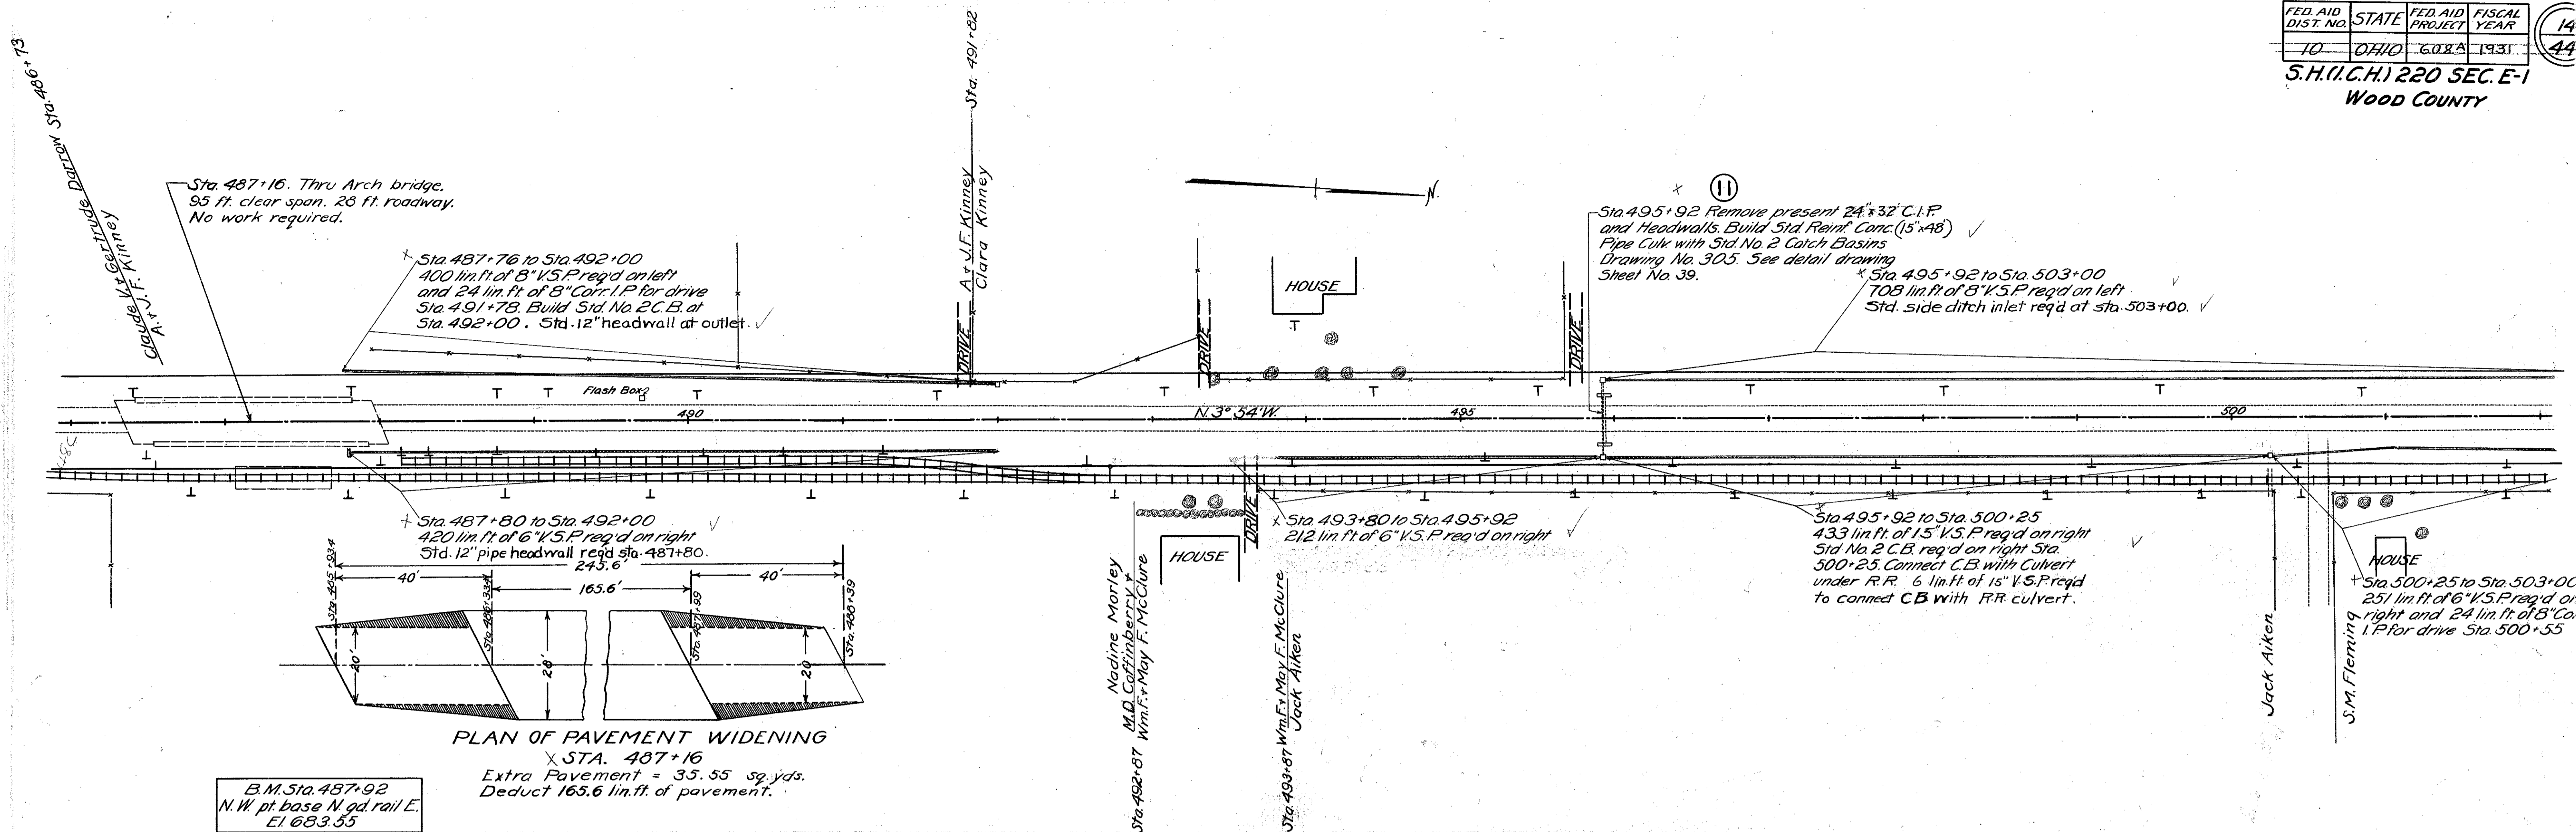 FED. AID DIST. NO. STATE FED. AID PROJECT FISCAL YEAR
10 OHIO 608A 1931
14
44
S.H.(I.C.H.) 220 SEC. E-1
WOOD COUNTY
Sta. 486+73
Claude V. + Gertrude Darrow
A. + J. F. Kinney
Sta. 487+16. Thru Arch bridge.
95 ft. clear span. 28 ft. roadway.
No work required.
Sta. 487+76 to Sta. 492+00
400 lin. ft of 8" V.S.P. req'd on left
and 24 lin. ft. of 8" Corr. I.P. for drive
Sta. 491+78. Build Std. No. 2 C.B. at
Sta. 492+00. Std. 12" headwall at outlet.
Sta. 491+82
A + J. F. Kinney
Clara Kinney
N.
11
Sta. 495+92 Remove present 24" x 32' C.I.P.
and Headwalls. Build Std. Reinf. Conc. (15" x 48')
Pipe Culv. with Std. No. 2 Catch Basins
Drawing No. 305. See detail drawing
Sheet No. 39.
Sta. 495+92 to Sta. 503+00
708 lin. ft of 8" V.S.P. req'd on left
Std. side ditch inlet req'd at sta. 503+00.
HOUSE
DRIVE
DRIVE
DRIVE
Flash Box
490
N. 3° 54' W.
495
500
Sta. 487+80 to Sta. 492+00
420 lin. ft. of 6" V.S.P. req'd on right
Std. 12" pipe headwall req'd sta. 487+80.
Sta. 493+80 to Sta. 495+92
212 lin. ft of 6" V.S.P. req'd on right
Sta. 495+92 to Sta. 500+25
433 lin. ft. of 15" V.S.P. req'd on right
Std No. 2 C.B. req'd on right Sta.
500+25. Connect C.B. with Culvert
under R.R. 6 lin. ft. of 15" V.S.P. req'd
to connect CB with R.R. culvert.
HOUSE
Sta. 500+25 to Sta. 503+00
251 lin. ft of 6" V.S.P. req'd on
right and 24 lin. ft. of 8" Co
I.P. for drive Sta. 500+55
DRIVE
HOUSE
245.6'
40'
165.6'
40'
Sta. 486+33.4
Sta. 487+99
Sta. 488+39
20'
28'
20
Nadine Morley
M.D. Coffinberry +
Wm. F. + May F. McClure
Sta. 492+87
Sta. 493+87 Wm. F. + May F. McClure
Jack Aiken
Jack Aiken
S. M. Fleming
PLAN OF PAVEMENT WIDENING
STA. 487+16
Extra Pavement = 35.55 sq. yds.
Deduct 165.6 lin. ft. of pavement.
B.M. Sta. 487+92
N.W. pt. base N. gd. rail E.
El. 683.55